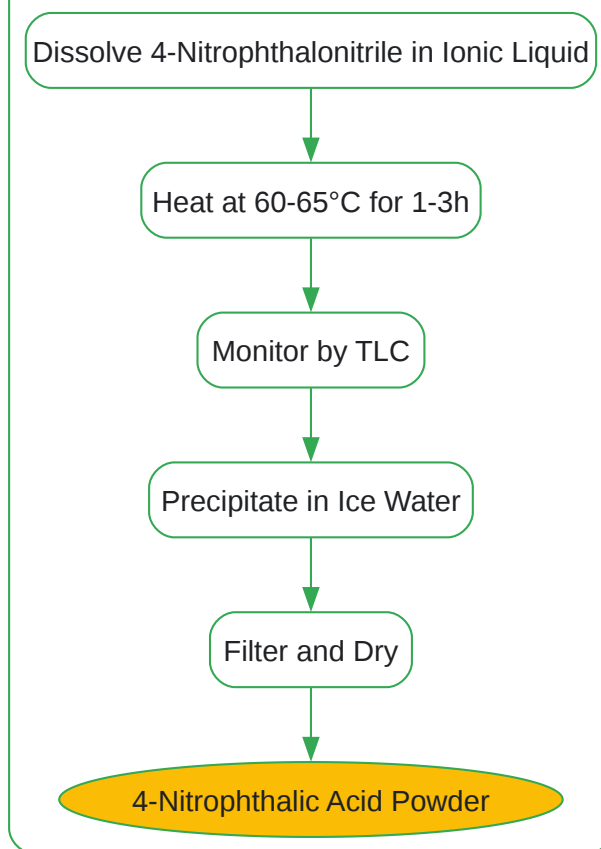 Dissolve 4-Nitrophthalonitrile in Ionic Liquid
Heat at 60-65°C for 1-3h
Monitor by TLC
Precipitate in Ice Water
Filter and Dry
4-Nitrophthalic Acid Powder